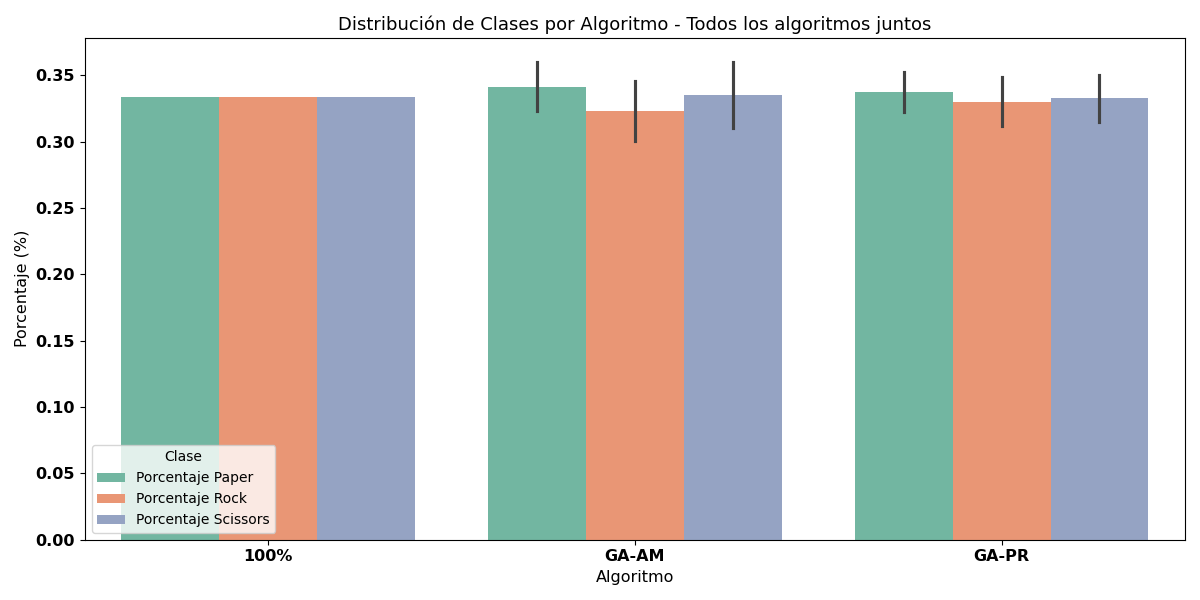 Distribución de Clases por Algoritmo - Todos los algoritmos juntos
Porcentaje (%)
0.35
0.30
0.25
0.20
0.15
0.10
0.05
0.00
Clase
Porcentaje Paper
Porcentaje Rock
Porcentaje Scissors
100%
GA-AM
GA-PR
Algoritmo